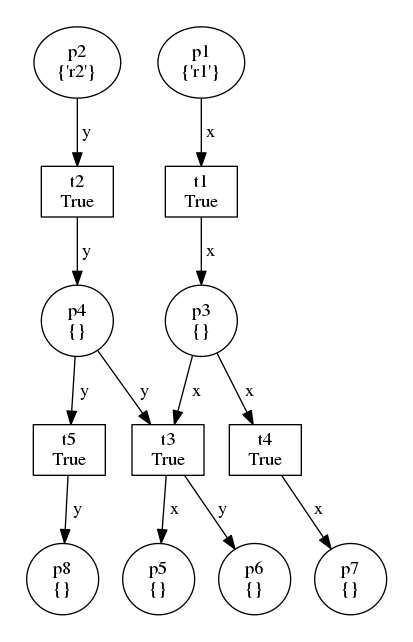 p2
{'r2'}
p1
{'r1'}
y
x
t2
True
t1
True
y
x
p4
{}
p3
{}
y
y
x
x
t5
True
t3
True
t4
True
y
x
y
x
p8
{}
p5
{}
p6
{}
p7
{}